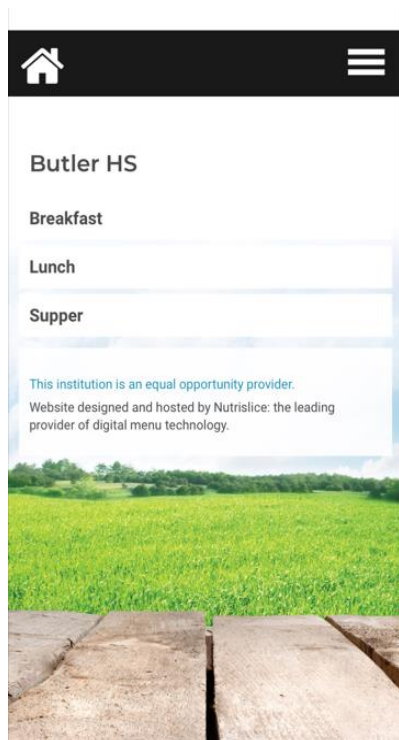 Butler HS
Breakfast
Lunch
Supper
This institution is an equal opportunity provider.
Website designed and hosted by Nutrislice: the leading
provider of digital menu technology.